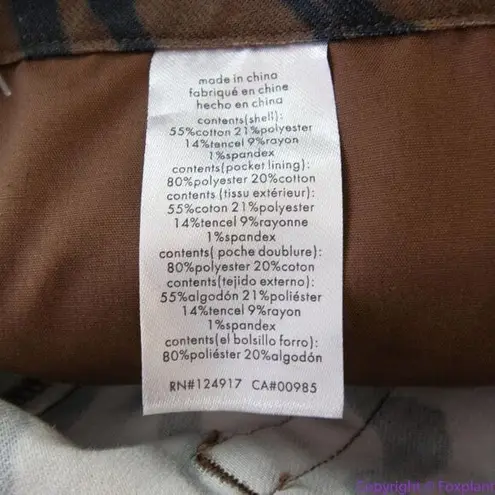 made in china
fabriqué en chine
hecho en china
contents(shell):
55%cotton 21%polyester
14%tencel 9%rayon
1%spandex
contents(pocket lining):
80%polyester 20%cotton
contents (tissu extérieur):
55%coton 21%polyester
14%tencel 9%rayonne
1%spandex
contents( poche doublure):
80%polyester 20%coton
contents(tejido externo):
55%algodón 21%poliéster
14%tencel 9%rayon
1%spandex
contents(el bolsillo forro):
80%poliéster 20%algodón
RN#124917 CA#00985
Copyright © Foxplant